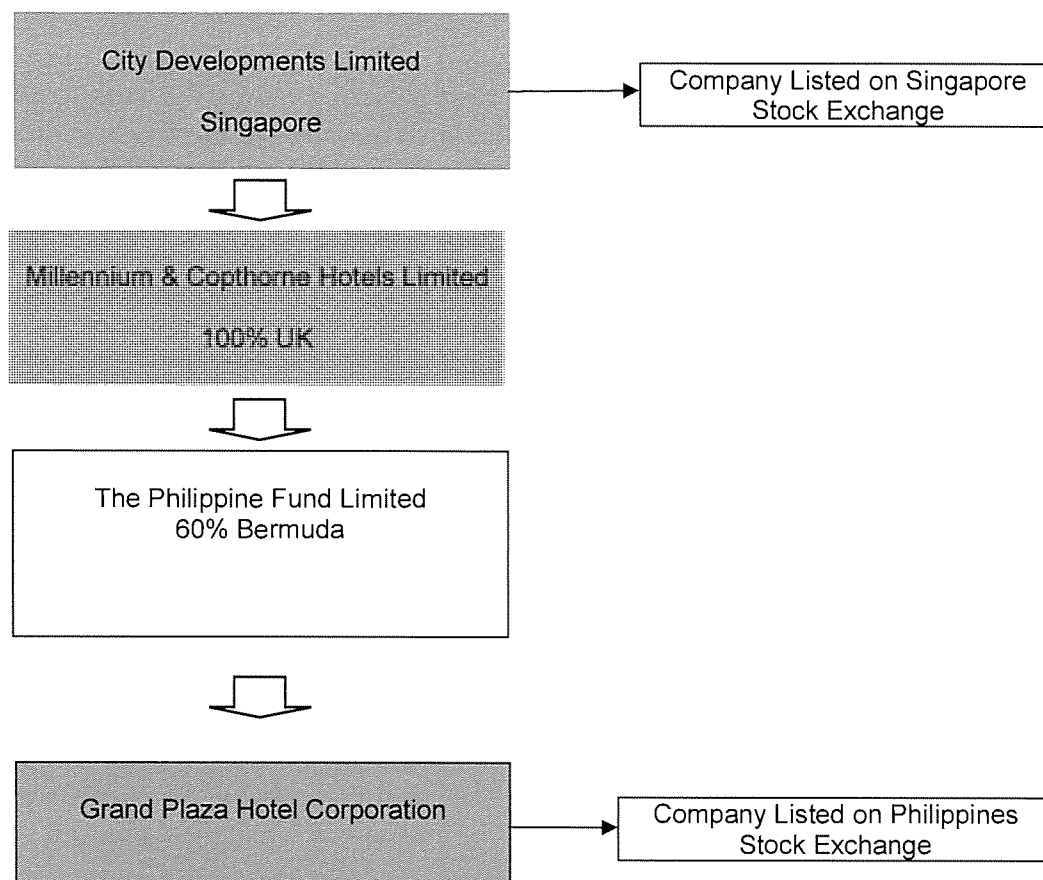 City Developments Limited
Singapore
Company Listed on Singapore
Stock Exchange
Millennium & Copthorne Hotels Limited
100% UK
The Philippine Fund Limited
60% Bermuda
Grand Plaza Hotel Corporation
Company Listed on Philippines
Stock Exchange